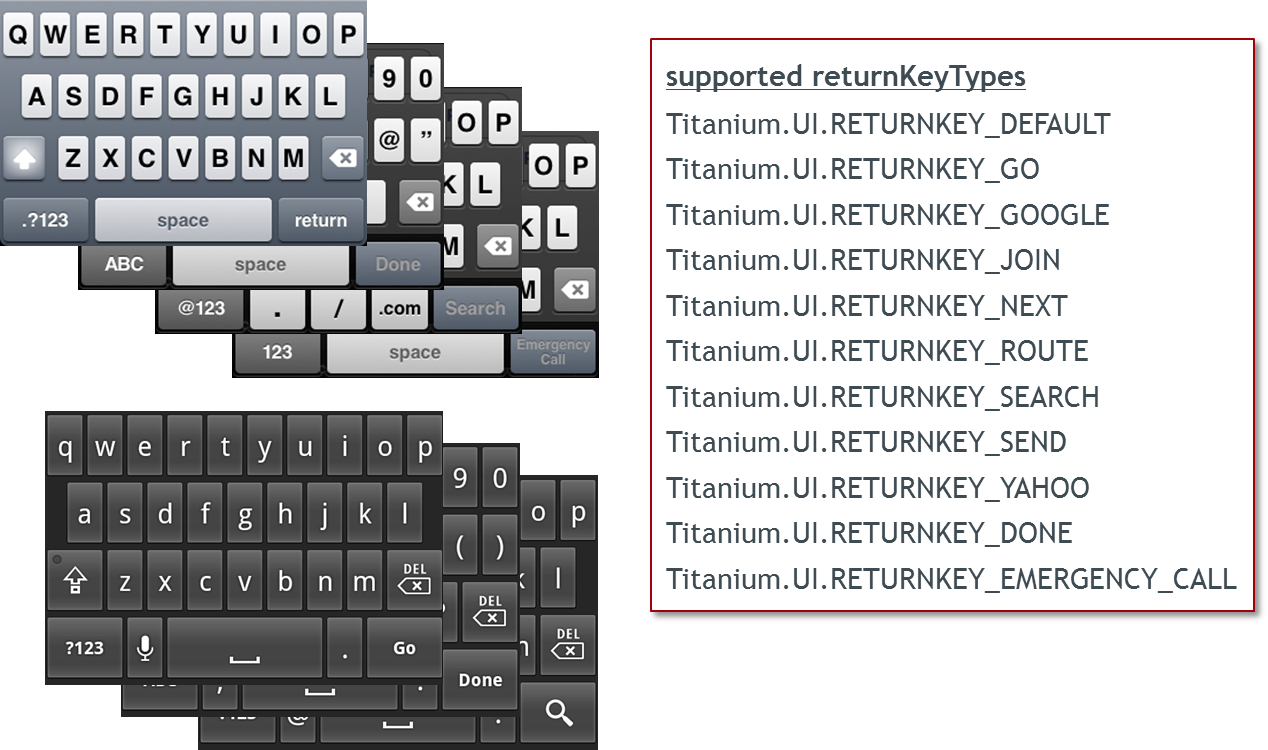 Q W E R T Y U I O P
A S D F G H J K L
Z X C V B N M
.?123 space return
9 0
@ ”
ABC space Done
O P
K L
M
@123 . / .com Search
O P
K L
M
123 space Emergency
Call
q w e r t y u i o p
a s d f g h j k l
z x c v b n m DEL
?123 . Go
9 0
( )
DEL
Done
o p
l
DEL
@ .
supported returnKeyTypes
Titanium.UI.RETURNKEY_DEFAULT
Titanium.UI.RETURNKEY_GO
Titanium.UI.RETURNKEY_GOOGLE
Titanium.UI.RETURNKEY_JOIN
Titanium.UI.RETURNKEY_NEXT
Titanium.UI.RETURNKEY_ROUTE
Titanium.UI.RETURNKEY_SEARCH
Titanium.UI.RETURNKEY_SEND
Titanium.UI.RETURNKEY_YAHOO
Titanium.UI.RETURNKEY_DONE
Titanium.UI.RETURNKEY_EMERGENCY_CALL